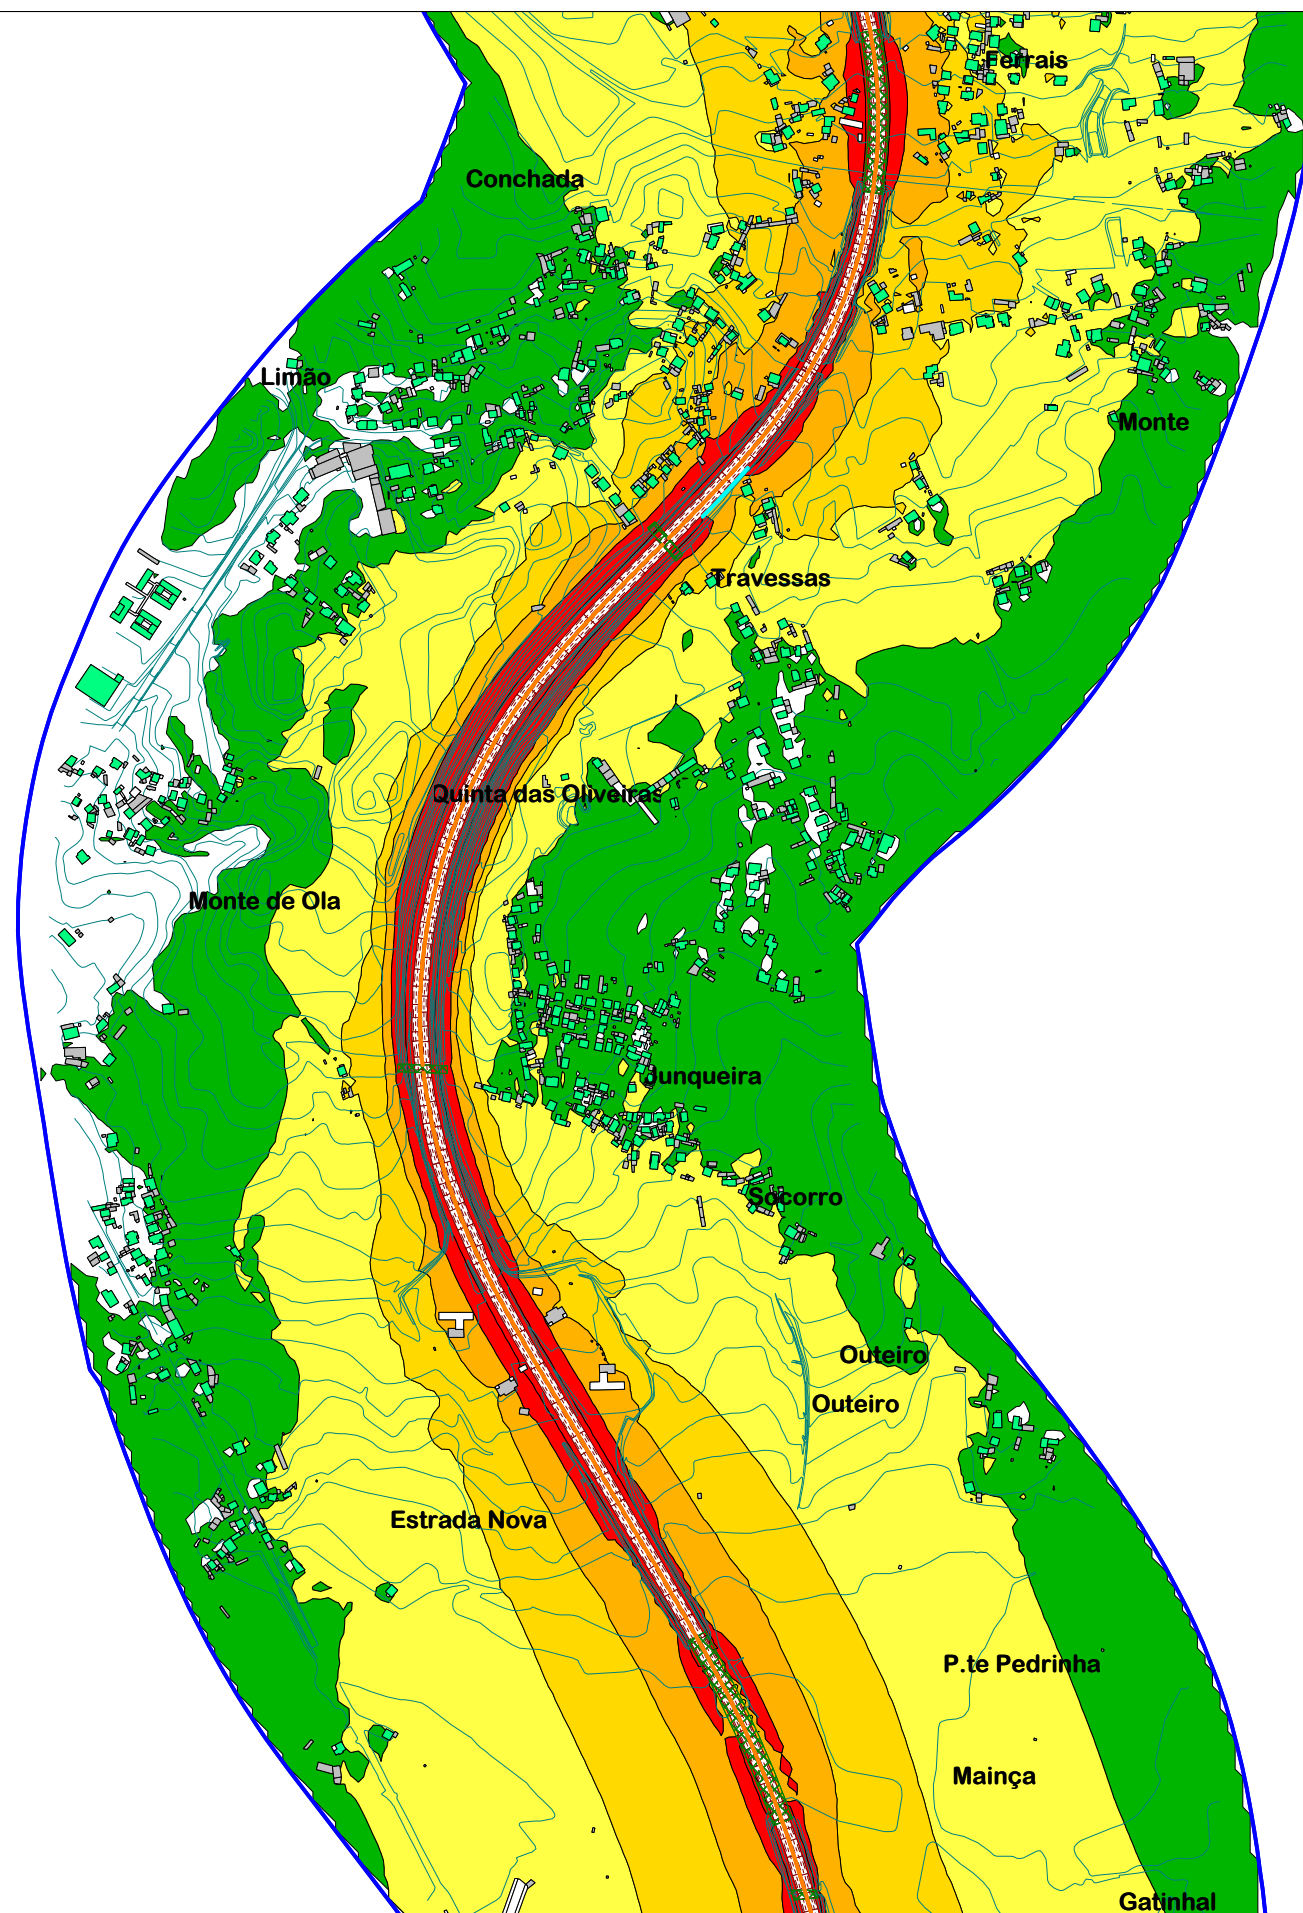 Ferrais
Conchada
Limão
Monte
Travessas
Quinta das Oliveiras
Monte de Ola
Junqueira
Socorro
Outeiro
Outeiro
Estrada Nova
P.te Pedrinha
Mainça
Gatinhal